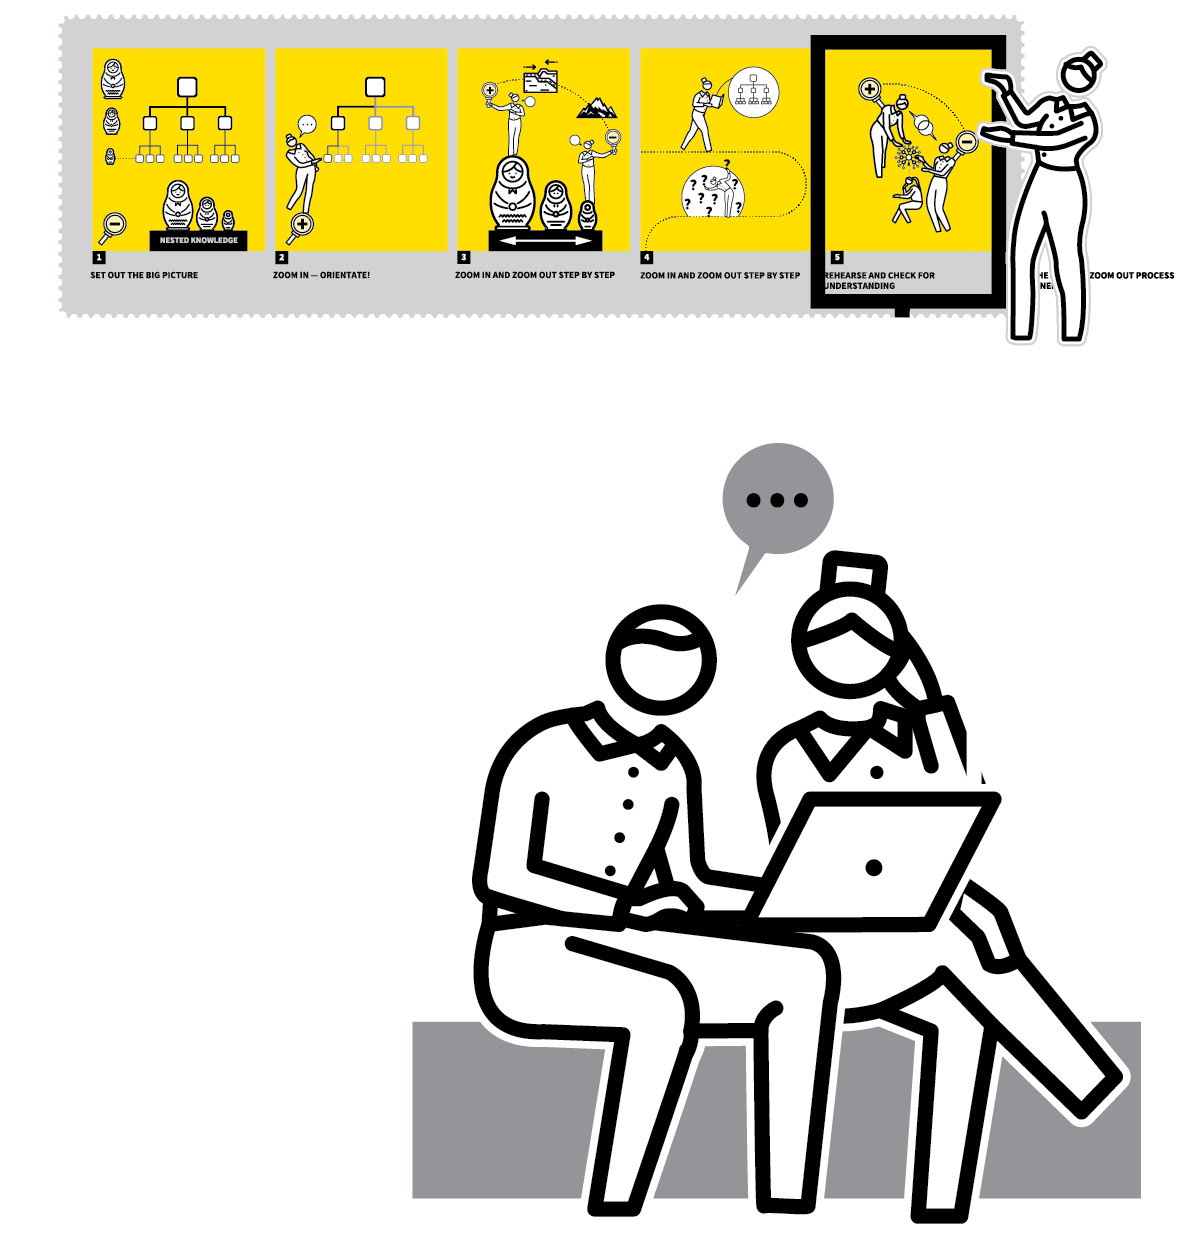 NESTED KNOWLEDGE
1
SET OUT THE BIG PICTURE
2
ZOOM IN — ORIENTATE!
3
ZOOM IN AND ZOOM OUT STEP BY STEP
4
ZOOM IN AND ZOOM OUT STEP BY STEP
5
REHEARSE AND CHECK FOR
UNDERSTANDING
ZOOM OUT PROCESS
? ? ? ? ? ? ? ?